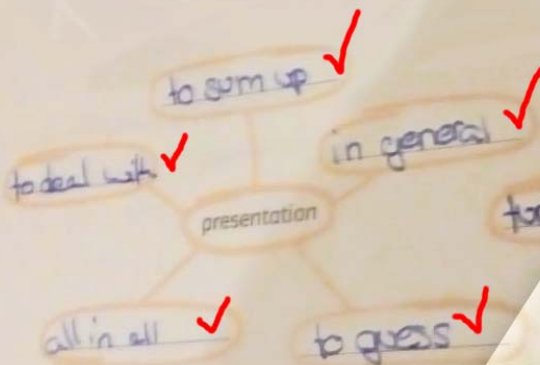 to sum up
in general
to deal with
presentation
all in all
to guess